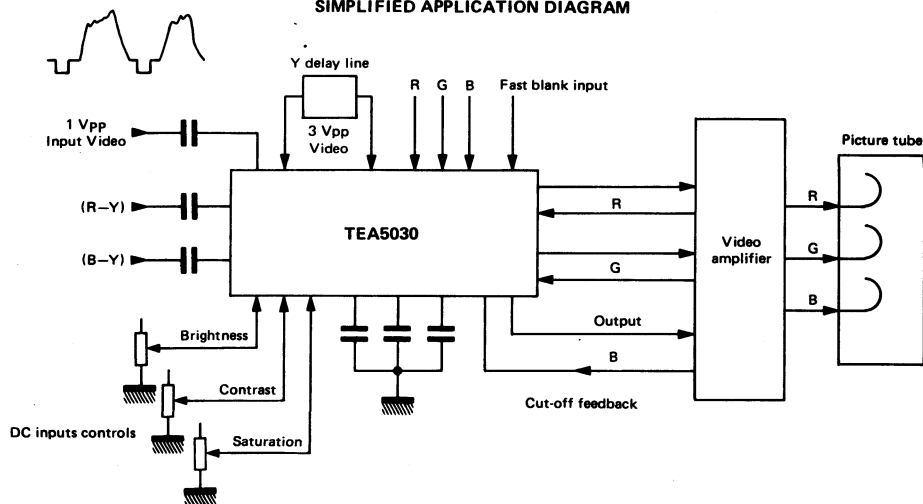 SIMPLIFIED APPLICATION DIAGRAM
Y delay line
R G B Fast blank input
1 Vpp
Input Video
3 Vpp
Video
Picture tube
(R–Y)
(B–Y)
TEA5030
R
G
Video
amplifier
R
G
B
Brightness
Contrast
Saturation
DC inputs controls
Output
B
Cut-off feedback